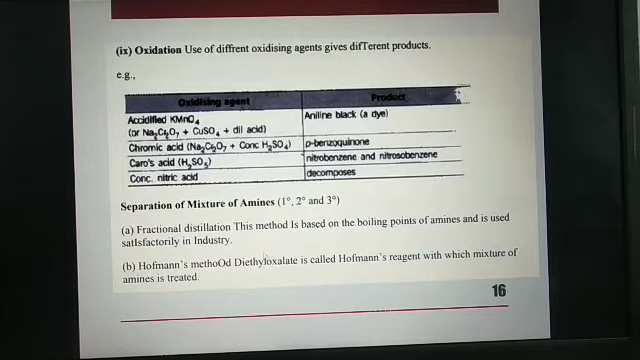 (ix) Oxidation Use of diffrent oxidising agents gives difTerent products.
e.g.,
Oxidising agent Product
Accidified KMnO4 Aniline black (a dye)
(or Na2Cr2O7 + CuSO4 + dil acid)
Chromic acid (Na2Cr2O7 + Conc H2SO4) p-benzoquinone
Caro's acid (H2SO5) nitrobenzene and nitrosobenzene
Conc. nitric acid decomposes
Separation of Mixture of Amines (1°, 2° and 3°)
(a) Fractional distillation This method Is based on the boiling points of amines and is used
satIsfactorily in Industry.
(b) Hofmann's methoOd Diethyloxalate is called Hofmann's reagent with which mixture of
amines is treated.
16